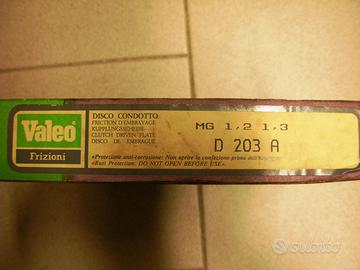 Valeo
Frizioni
DISCO CONDOTTO
FRICTION D'EMBRAYAGE
KUPPLUNGSSCHEIBE
CLUTCH DRIVEN PLATE
DISCO DE EMBRAGUE
MG 1,2 1,3
D 203 A
«Protezione anti-corrosione: Non aprire la confezione prima dell'
«Rust Protection: DO NOT OPEN BEFORE USE».
subito